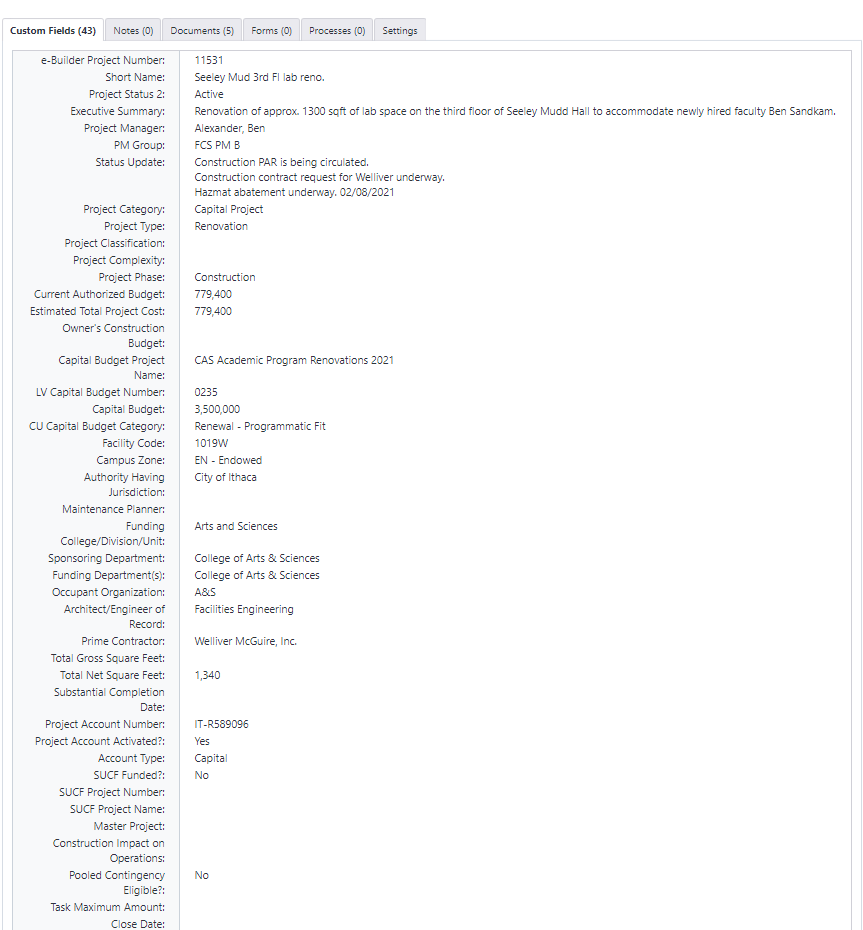 Custom Fields (43) Notes (0) Documents (5) Forms (0) Processes (0) Settings
e-Builder Project Number: 11531
Short Name: Seeley Mud 3rd Fl lab reno.
Project Status 2: Active
Executive Summary: Renovation of approx. 1300 sqft of lab space on the third floor of Seeley Mudd Hall to accommodate newly hired faculty Ben Sandkam.
Project Manager: Alexander, Ben
PM Group: FCS PM B
Status Update: Construction PAR is being circulated.
Construction contract request for Welliver underway.
Hazmat abatement underway. 02/08/2021
Project Category: Capital Project
Project Type: Renovation
Project Classification:
Project Complexity:
Project Phase: Construction
Current Authorized Budget: 779,400
Estimated Total Project Cost: 779,400
Owner's Construction
Budget:
Capital Budget Project CAS Academic Program Renovations 2021
Name:
LV Capital Budget Number: 0235
Capital Budget: 3,500,000
CU Capital Budget Category: Renewal - Programmatic Fit
Facility Code: 1019W
Campus Zone: EN - Endowed
Authority Having City of Ithaca
Jurisdiction:
Maintenance Planner:
Funding Arts and Sciences
College/Division/Unit:
Sponsoring Department: College of Arts & Sciences
Funding Department(s): College of Arts & Sciences
Occupant Organization: A&S
Architect/Engineer of Facilities Engineering
Record:
Prime Contractor: Welliver McGuire, Inc.
Total Gross Square Feet:
Total Net Square Feet: 1,340
Substantial Completion
Date:
Project Account Number: IT-R589096
Project Account Activated?: Yes
Account Type: Capital
SUCF Funded?: No
SUCF Project Number:
SUCF Project Name:
Master Project:
Construction Impact on
Operations:
Pooled Contingency No
Eligible?:
Task Maximum Amount:
Close Date: